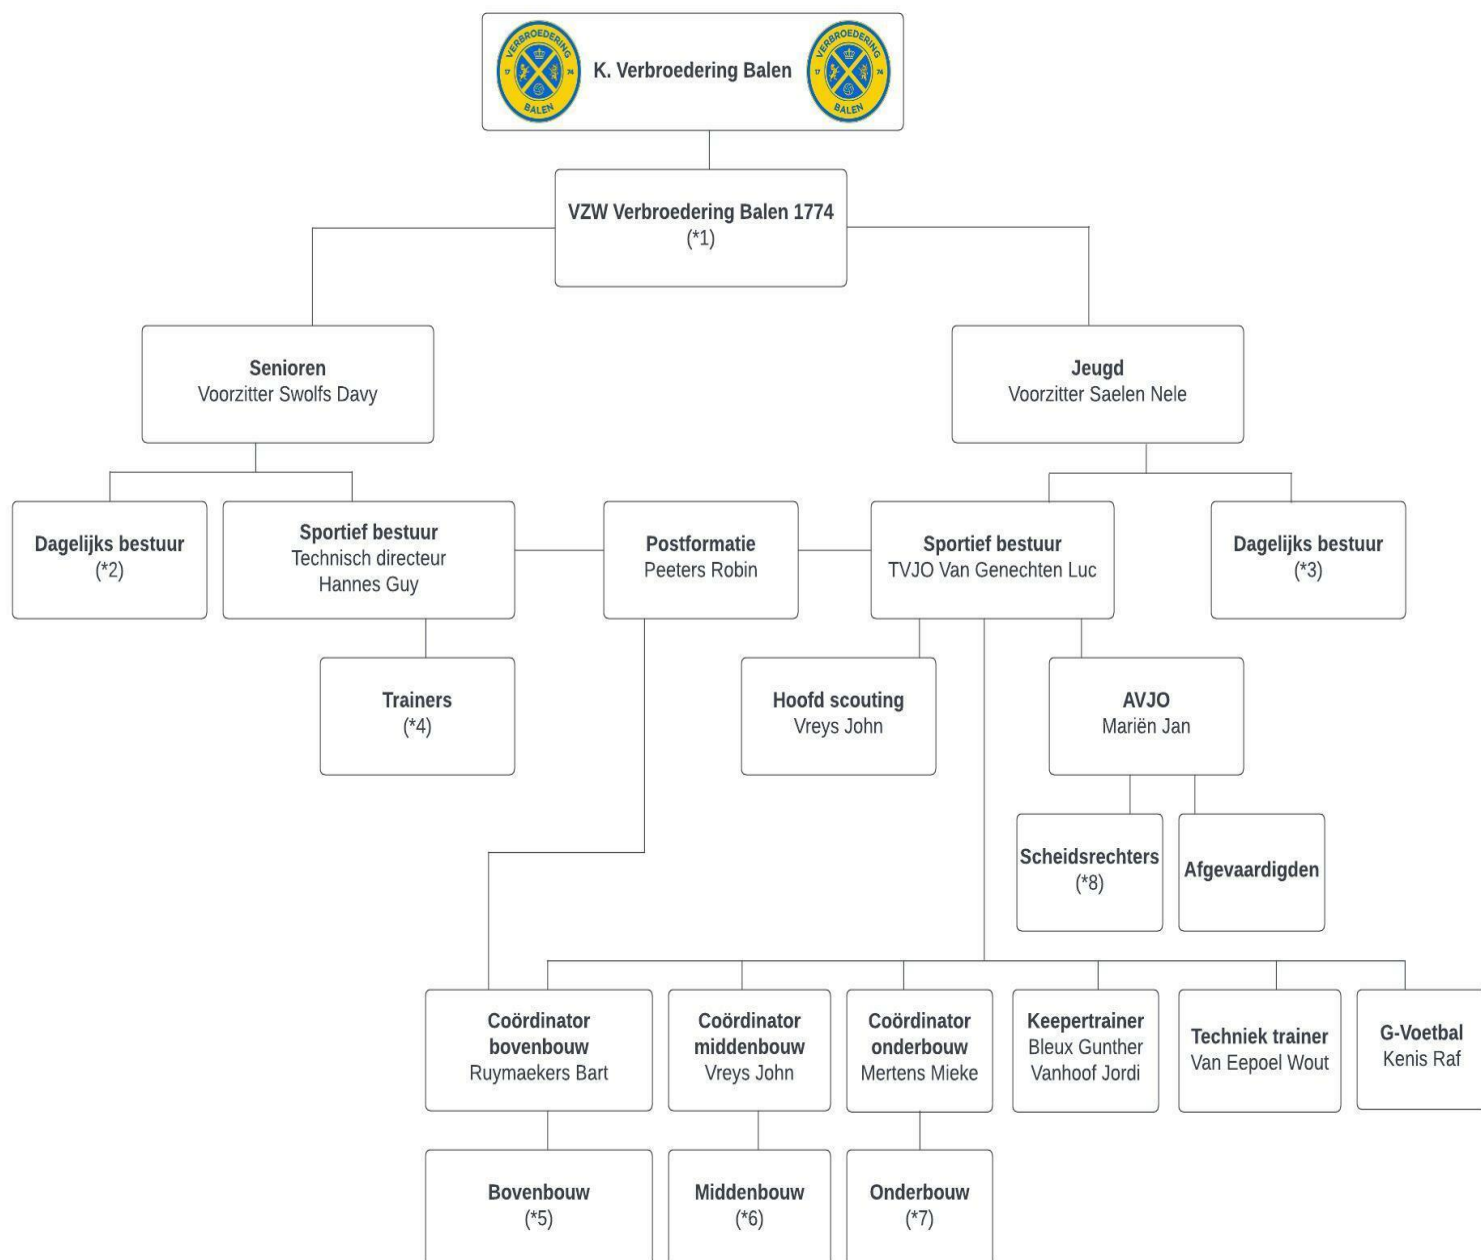 VERBROEDERING
17 74
BALEN
K. Verbroedering Balen
VERBROEDERING
17 74
BALEN
VZW Verbroedering Balen 1774
(*1)
Senioren
Voorzitter Swolfs Davy
Jeugd
Voorzitter Saelen Nele
Dagelijks bestuur
(*2)
Sportief bestuur
Technisch directeur
Hannes Guy
Postformatie
Peeters Robin
Sportief bestuur
TVJO Van Genechten Luc
Dagelijks bestuur
(*3)
Trainers
(*4)
Hoofd scouting
Vreys John
AVJO
Mariën Jan
Scheidsrechters
(*8)
Afgevaardigden
Coördinator
bovenbouw
Ruymaekers Bart
Coördinator
middenbouw
Vreys John
Coördinator
onderbouw
Mertens Mieke
Keepertrainer
Bleux Gunther
Vanhoof Jordi
Techniek trainer
Van Eepoel Wout
G-Voetbal
Kenis Raf
Bovenbouw
(*5)
Middenbouw
(*6)
Onderbouw
(*7)